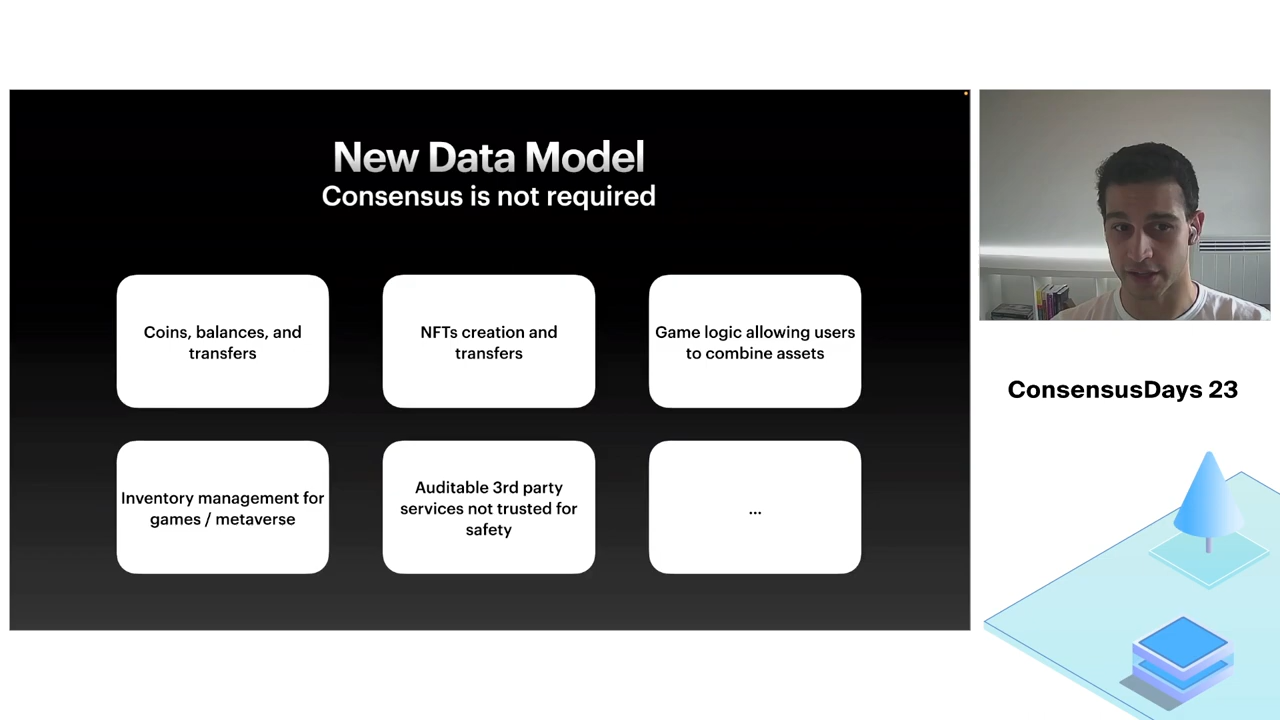 New Data Model
Consensus is not required
Coins, balances, and
transfers
NFTs creation and
transfers
Game logic allowing users
to combine assets
Inventory management for
games / metaverse
Auditable 3rd party
services not trusted for
safety
...
ConsensusDays 23